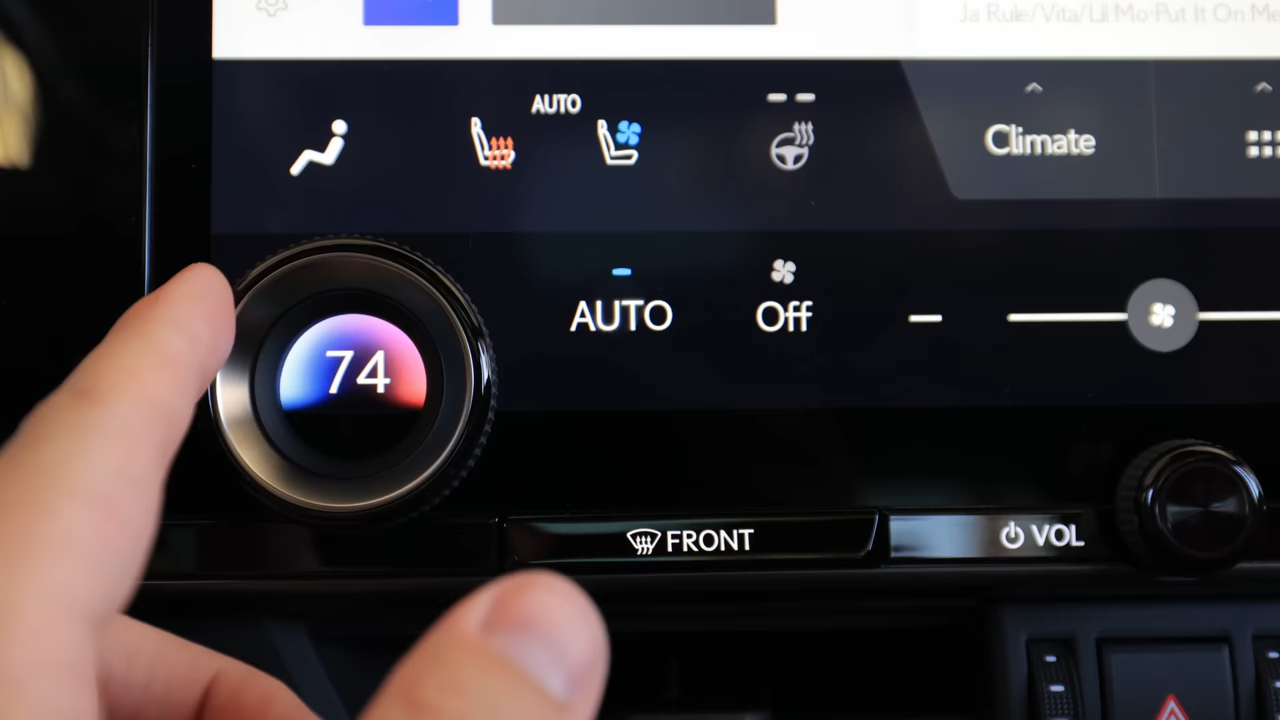 Ja Rule/Vita/Lil Mo-Put It On Me
AUTO
Climate
74
AUTO
Off
FRONT
VOL